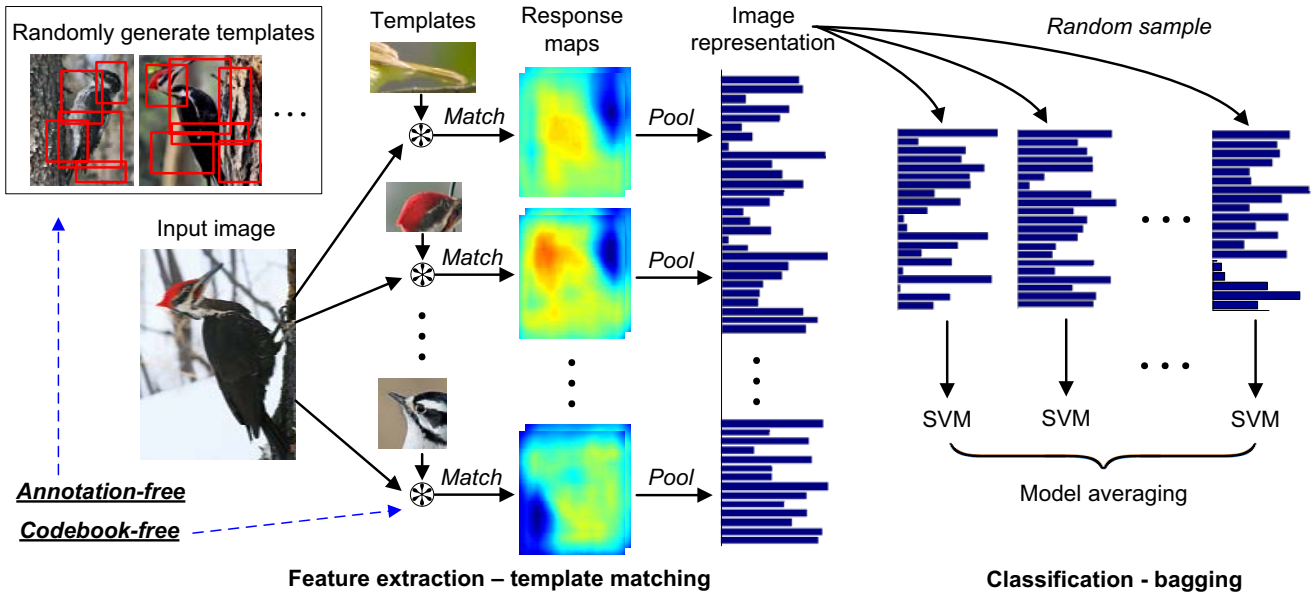 Randomly generate templates
Templates
Response
maps
Image
representation
Random sample
Match
Pool
Input image
Match
Pool
SVM
SVM
SVM
Match
Pool
Annotation-free
Codebook-free
Model averaging
Feature extraction – template matching
Classification - bagging